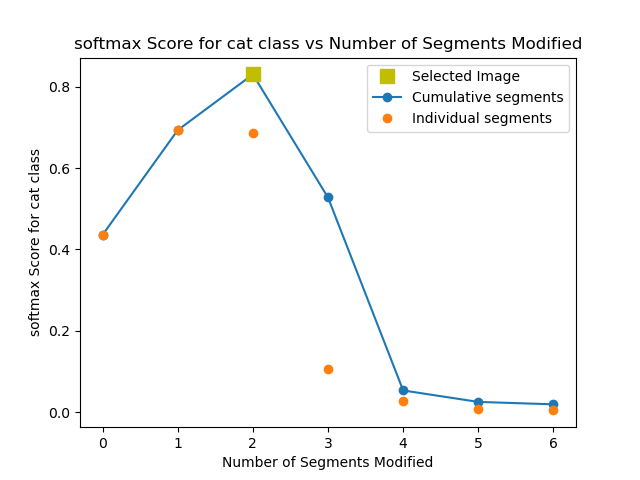 softmax Score for cat class vs Number of Segments Modified
Selected Image
Cumulative segments
Individual segments
softmax Score for cat class
0.8
0.6
0.4
0.2
0.0
0 1 2 3 4 5 6
Number of Segments Modified